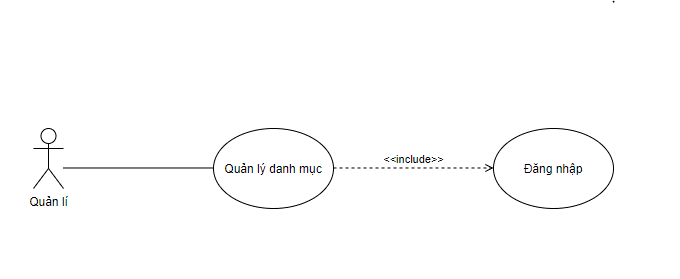 <<include>>
Quản lý danh mục
Đăng nhập
Quản lí